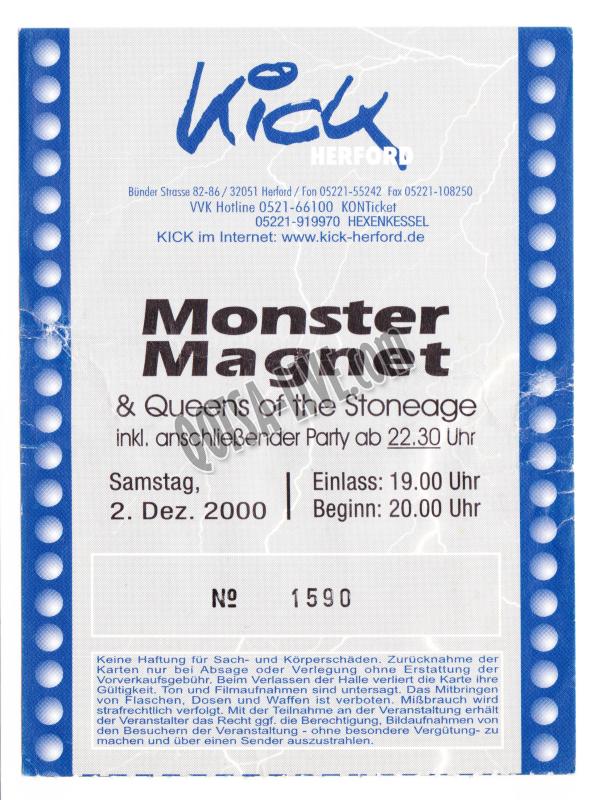 Kick
HERFORD
Bünder Strasse 82-86 / 32051 Herford / Fon 05221-55242 Fax 05221-108250
VVK Hotline 0521-66100 KONTicket
05221-919970 HEXENKESSEL
KICK im Internet: www.kick-herford.de
Monster
Magnet
& Queens of the Stoneage
inkl. anschließender Party ab 22.30 Uhr
QOTSA-LIVE.com
Samstag,
2. Dez. 2000
Einlass: 19.00 Uhr
Beginn: 20.00 Uhr
Nº 1590
Keine Haftung für Sach- und Körperschäden. Zurücknahme der
Karten nur bei Absage oder Verlegung ohne Erstattung der
Vorverkaufsgebühr. Beim Verlassen der Halle verliert die Karte ihre
Gültigkeit. Ton und Filmaufnahmen sind untersagt. Das Mitbringen
von Flaschen, Dosen und Waffen ist verboten. Mißbrauch wird
strafrechtlich verfolgt. Mit der Teilnahme an der Veranstaltung erhält
der Veranstalter das Recht ggf. die Berechtigung, Bildaufnahmen von
den Besuchern der Veranstaltung - ohne besondere Vergütung- zu
machen und über einen Sender auszustrahlen.